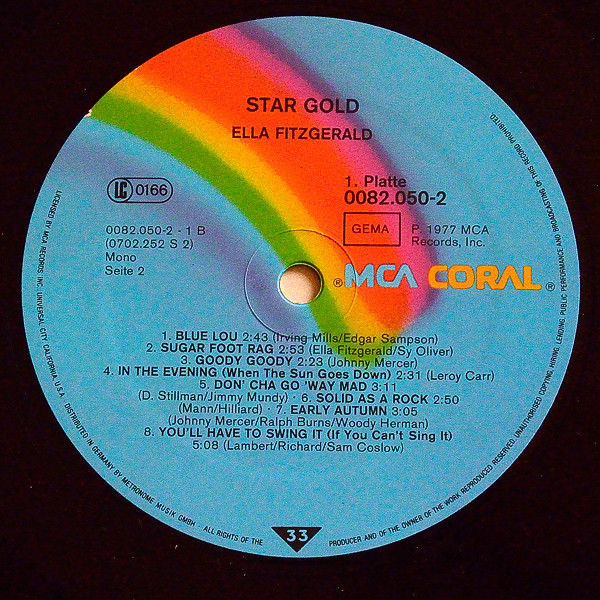 STAR GOLD
ELLA FITZGERALD
LC 0166
1. Platte
0082.050-2
0082.050-2 - 1 B
(0702.252 S 2)
Mono
Seite 2
GEMA
P. 1977 MCA
Records, Inc.
® MCA CORAL ®
1. BLUE LOU 2:43 (Irving Mills/Edgar Sampson)
2. SUGAR FOOT RAG 2:53 (Ella Fitzgerald/Sy Oliver)
3. GOODY GOODY 2:23 (Johnny Mercer)
4. IN THE EVENING (When The Sun Goes Down) 2:31 (Leroy Carr)
5. DON' CHA GO 'WAY MAD 3:11
(D. Stillman/Jimmy Mundy) · 6. SOLID AS A ROCK 2:50
(Mann/Hilliard) · 7. EARLY AUTUMN 3:05
(Johnny Mercer/Ralph Burns/Woody Herman)
8. YOU'LL HAVE TO SWING IT (If You Can't Sing It)
5:08 (Lambert/Richard/Sam Coslow)
33
LICENSED BY MCA RECORDS, INC. UNIVERSAL CITY, CALIFORNIA, U.S.A. DISTRIBUTED IN GERMANY BY METRONOME MUSIK GMBH · ALL RIGHTS OF THE PRODUCER AND OF THE OWNER OF THE WORK REPRODUCED RESERVED. UNAUTHORISED COPYING, HIRING, LENDING, PUBLIC PERFORMANCE AND BROADCASTING OF THIS RECORD PROHIBITED.